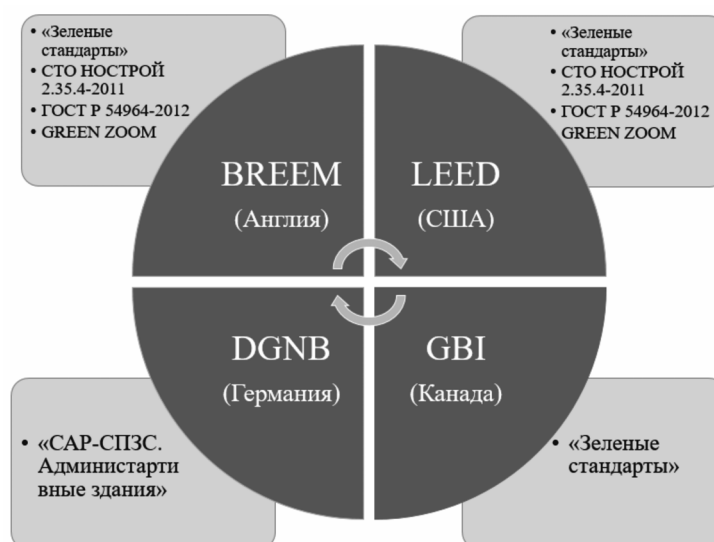 • «Зеленые
стандарты»
• СТО НОСТРОЙ
2.35.4-2011
• ГОСТ Р 54964-2012
• GREEN ZOOM
• «Зеленые
стандарты»
• СТО НОСТРОЙ
2.35.4-2011
• ГОСТ Р 54964-2012
GREEN ZOOM
BREEM
(Англия)
LEED
(США)
DGNB
(Германия)
GBI
(Канада)
• «САР-СПЗС.
Администарти
вные здания»
• «Зеленые
стандарты»